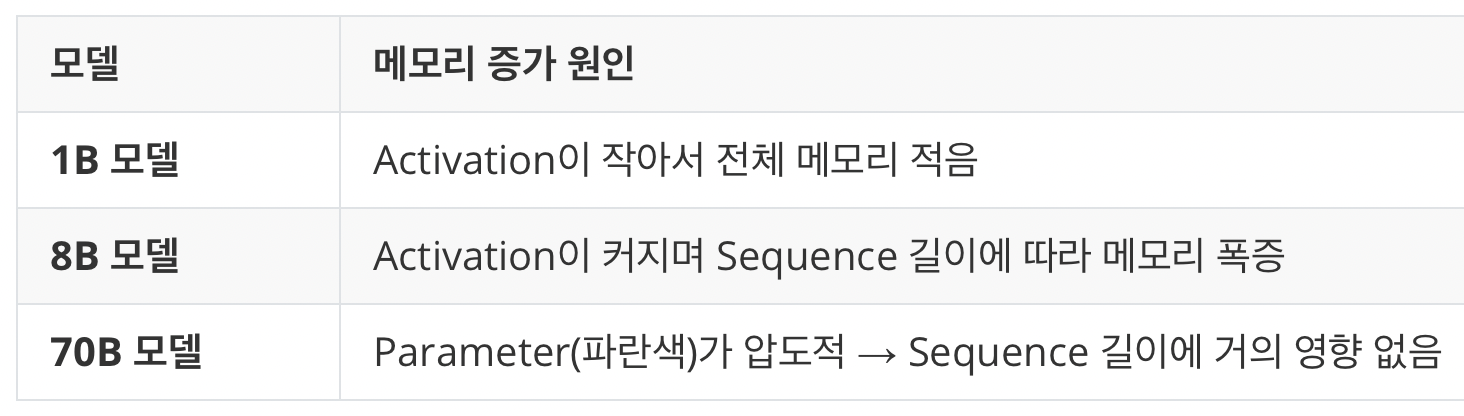 모델 메모리 증가 원인
1B 모델 Activation이 작아서 전체 메모리 적음
8B 모델 Activation이 커지며 Sequence 길이에 따라 메모리 폭증
70B 모델 Parameter(파란색)가 압도적 → Sequence 길이에 거의 영향 없음